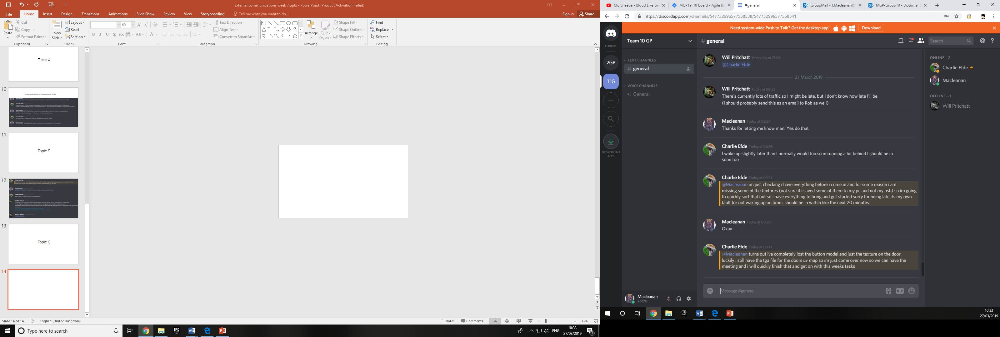 External communications week 7.pptx - PowerPoint (Product Activation Failed)
File Home Insert Design Transitions Animations Slide Show Review View Storyboarding Tell me what you want to do... Sign in Share
Paste
Cut
Copy
Format Painter
Clipboard
New Slide
Layout
Reset
Section
Slides
60
B I U S abc AV Aa A
Font
Text Direction
Align Text
Convert to SmartArt
Paragraph
Arrange
Quick Styles
Shape Fill
Shape Outline
Shape Effects
Drawing
Find
Replace
Select
Editing
Topic 4
10
11
Topic 5
12
13
Topic 6
14
Slide 14 of 14 English (United Kingdom) Notes Comments 33%
Type here to search
EPIC GAMES
ENG
10:33
27/03/2019
1
Morcheeba - Blood Like Le
MGP19_10 board - Agile Bo
#general
GroupMail - J.Macleanan@
MGP-Group10 - Document
https://discordapp.com/channels/547732996577558538/547732996577558541
Need system-wide Push to Talk? Get the desktop app! Download
1 ONLINE
2GP
T1G
DOWNLOAD APPS
Team 10 GP
TEXT CHANNELS
# general
VOICE CHANNELS
General
Macleanan
#0678
# general
Search
Will Pritchatt Yesterday at 21:06
@Charlie Efde
27 March 2019
Will Pritchatt Today at 08:33
There's currently lots of traffic so I might be late, but I don't know how late I'll be
(I should probably send this as an email to Rob as well)
Macleanan Today at 08:34
Thanks for letting me know man. Yes do that
Charlie Efde Today at 08:55
I woke up slightly later than I normally would too so in running a bit behind I should be in
soon too
Charlie Efde Today at 09:21
@Macleanan im just checking i have everything before i come in and for some reason i am
missing some of the textures (not sure if i saved some of them to my pc and not my usb) so im going
to quickly sort that out so i have everything to bring and get started sorry for being late its my own
fault for not waking up on time i should be in within like the next 20 minutes
Macleanan Today at 09:28
Okay
Charlie Efde Today at 09:41
@Macleanan turns out ive completely lost the button model and just the texture on the door,
luckily i still have the tga file for the doors uv map so im just come over now so we can have the
meeting and i will quickly finish that and get on with this weeks tasks
Message #general
GIF
ONLINE—2
Charlie Efde
Macleanan
OFFLINE—1
Will Pritchatt
EPIC GAMES
10:33
27/03/2019